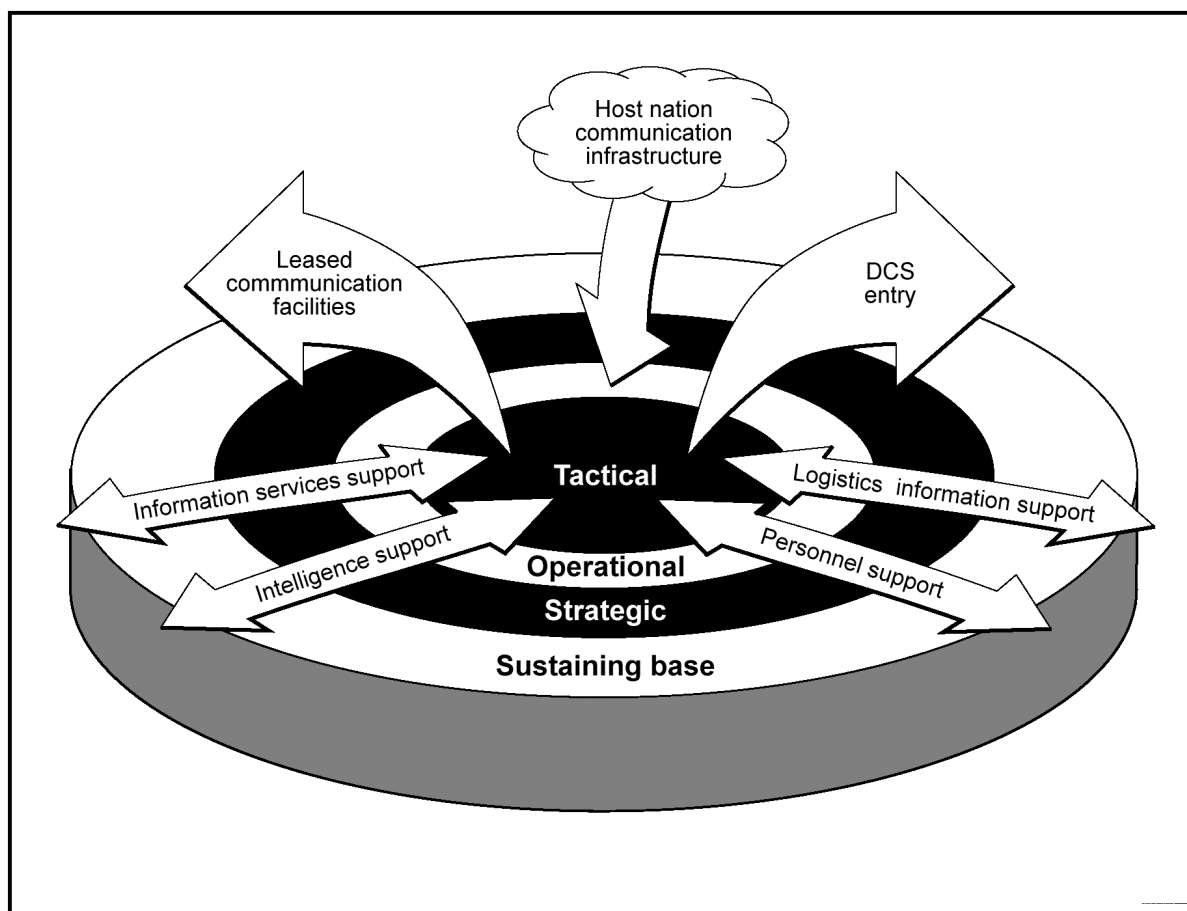 Host nation
communication
infrastructure
Leased
commmunication
facilities
DCS
entry
Tactical
Information services support
Logistics information support
Intelligence support
Personnel support
Operational
Strategic
Sustaining base